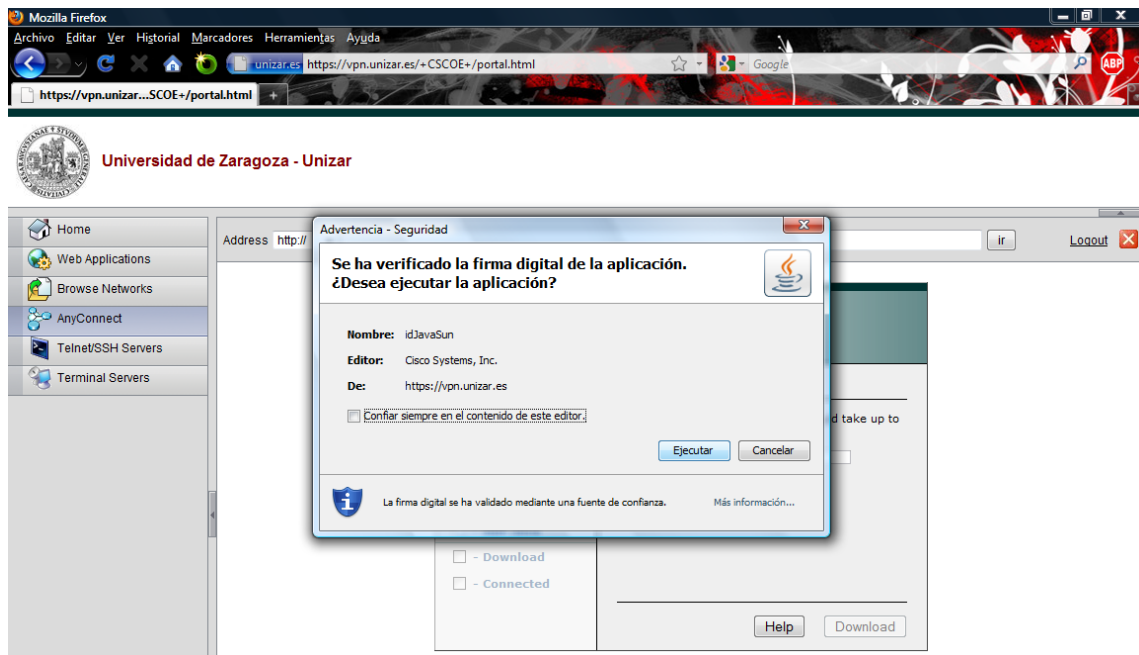 Mozilla Firefox
Archivo Editar Ver Historial Marcadores Herramientas Ayuda
unizar.es https://vpn.unizar.es/+CSCOE+/portal.html
Google
ABP
https://vpn.unizar...SCOE+/portal.html +
Universidad de Zaragoza - Unizar
Home
Address http:// ir Logout
Web Applications
Browse Networks
AnyConnect
Telnet/SSH Servers
Terminal Servers
Advertencia - Seguridad
Se ha verificado la firma digital de la aplicación.
¿Desea ejecutar la aplicación?
Nombre: idJavaSun
Editor: Cisco Systems, Inc.
De: https://vpn.unizar.es
Confiar siempre en el contenido de este editor.
d take up to
Ejecutar Cancelar
La firma digital se ha validado mediante una fuente de confianza. Más información...
- Download
- Connected
Help Download